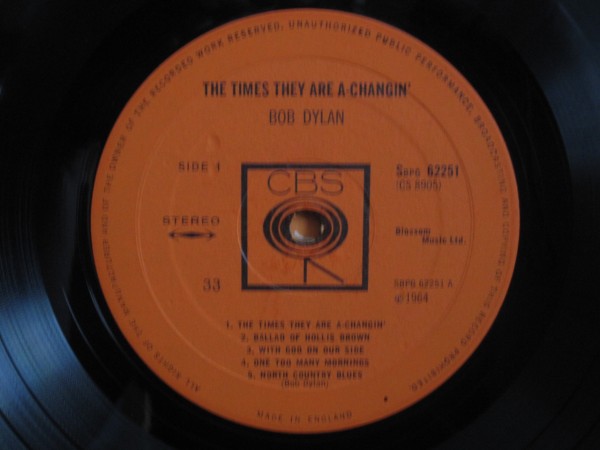 ALL RIGHTS OF THE MANUFACTURER AND OF THE OWNER OF THE RECORDED WORK RESERVED. UNAUTHORIZED PUBLIC PERFORMANCE, BROADCASTING AND COPYING OF THIS RECORD PROHIBITED.
THE TIMES THEY ARE A-CHANGIN'
BOB DYLAN
SIDE 1
SBPG 62251
(CS 8905)
CBS
STEREO
Blossom
Music Ltd.
33
SBPG 62251 A
℗1964
1. THE TIMES THEY ARE A-CHANGIN'
2. BALLAD OF HOLLIS BROWN
3. WITH GOD ON OUR SIDE
4. ONE TOO MANY MORNINGS
5. NORTH COUNTRY BLUES
(Bob Dylan)
MADE IN ENGLAND